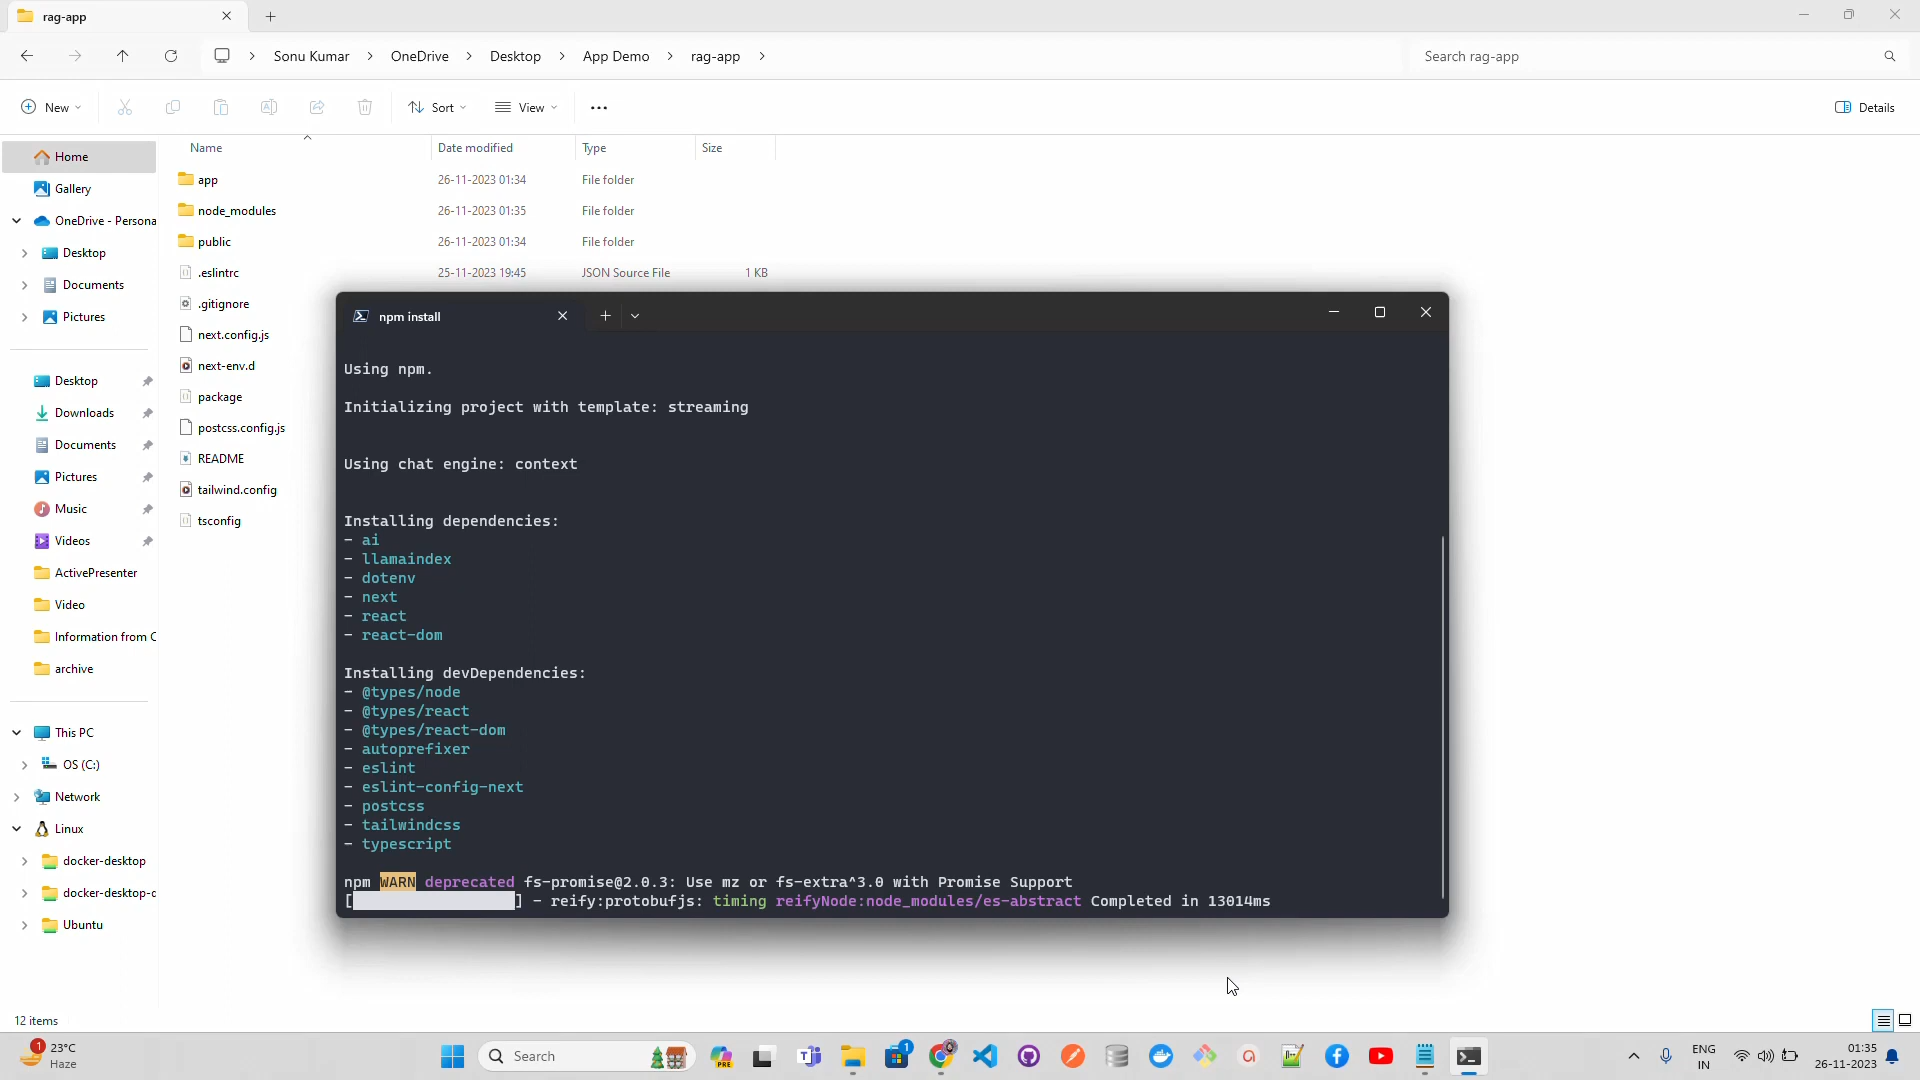 rag-app
Sonu Kumar > OneDrive > Desktop > App Demo > rag-app >
Search rag-app
New
Sort
View
Details
Name Date modified Type Size
Home
Gallery
OneDrive - Persona
Desktop
Documents
Pictures
Desktop
Downloads
Documents
Pictures
Music
Videos
ActivePresenter
Video
Information from C
archive
This PC
OS (C:)
Network
Linux
docker-desktop
docker-desktop-c
Ubuntu
app 26-11-2023 01:34 File folder
node_modules 26-11-2023 01:35 File folder
public 26-11-2023 01:34 File folder
.eslintrc 25-11-2023 19:45 JSON Source File 1 KB
.gitignore
next.config.js
next-env.d
package
postcss.config.js
README
tailwind.config
tsconfig
npm install
Using npm.
Initializing project with template: streaming
Using chat engine: context
Installing dependencies:
- ai
- llamaindex
- dotenv
- next
- react
- react-dom
Installing devDependencies:
- @types/node
- @types/react
- @types/react-dom
- autoprefixer
- eslint
- eslint-config-next
- postcss
- tailwindcss
- typescript
npm WARN deprecated fs-promise@2.0.3: Use mz or fs-extra^3.0 with Promise Support
[ ] - reify:protobufjs: timing reifyNode:node_modules/es-abstract Completed in 13014ms
12 items
1
23°C
Haze
Search
PRE
1
ENG
IN
01:35
26-11-2023